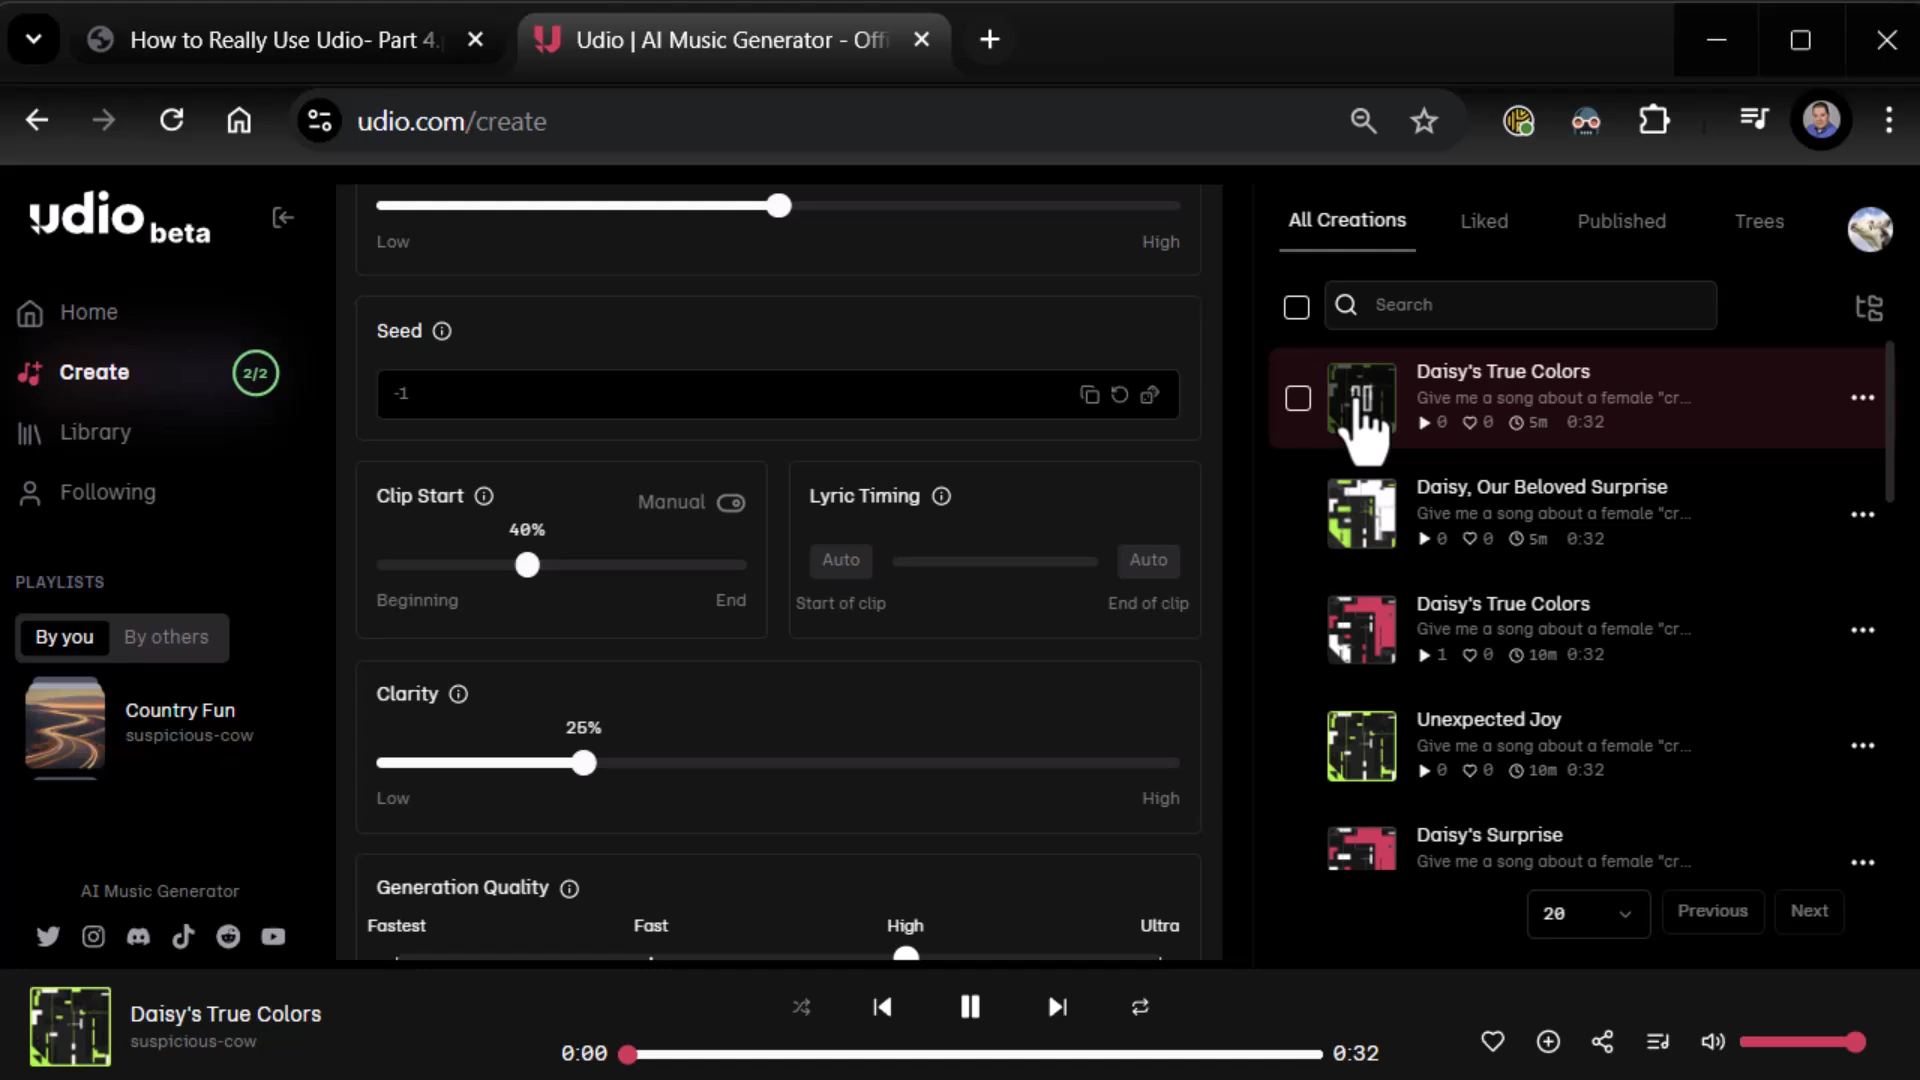 How to Really Use Udio- Part 4.
Udio | AI Music Generator - Offi
udio.com/create
udio beta
Home
Create
2/2
Library
Following
PLAYLISTS
By you
By others
Country Fun
suspicious-cow
AI Music Generator
Low
High
Seed
-1
Clip Start
Manual
40%
Beginning
End
Lyric Timing
Auto
Auto
Start of clip
End of clip
Clarity
25%
Low
High
Generation Quality
Fastest
Fast
High
Ultra
All Creations
Liked
Published
Trees
Search
Daisy's True Colors
Give me a song about a female "cr...
0 0 5m 0:32
Daisy, Our Beloved Surprise
Give me a song about a female "cr...
0 0 5m 0:32
Daisy's True Colors
Give me a song about a female "cr...
1 0 10m 0:32
Unexpected Joy
Give me a song about a female "cr...
0 0 10m 0:32
Daisy's Surprise
Give me a song about a female "cr...
20
Previous
Next
Daisy's True Colors
suspicious-cow
0:00
0:32